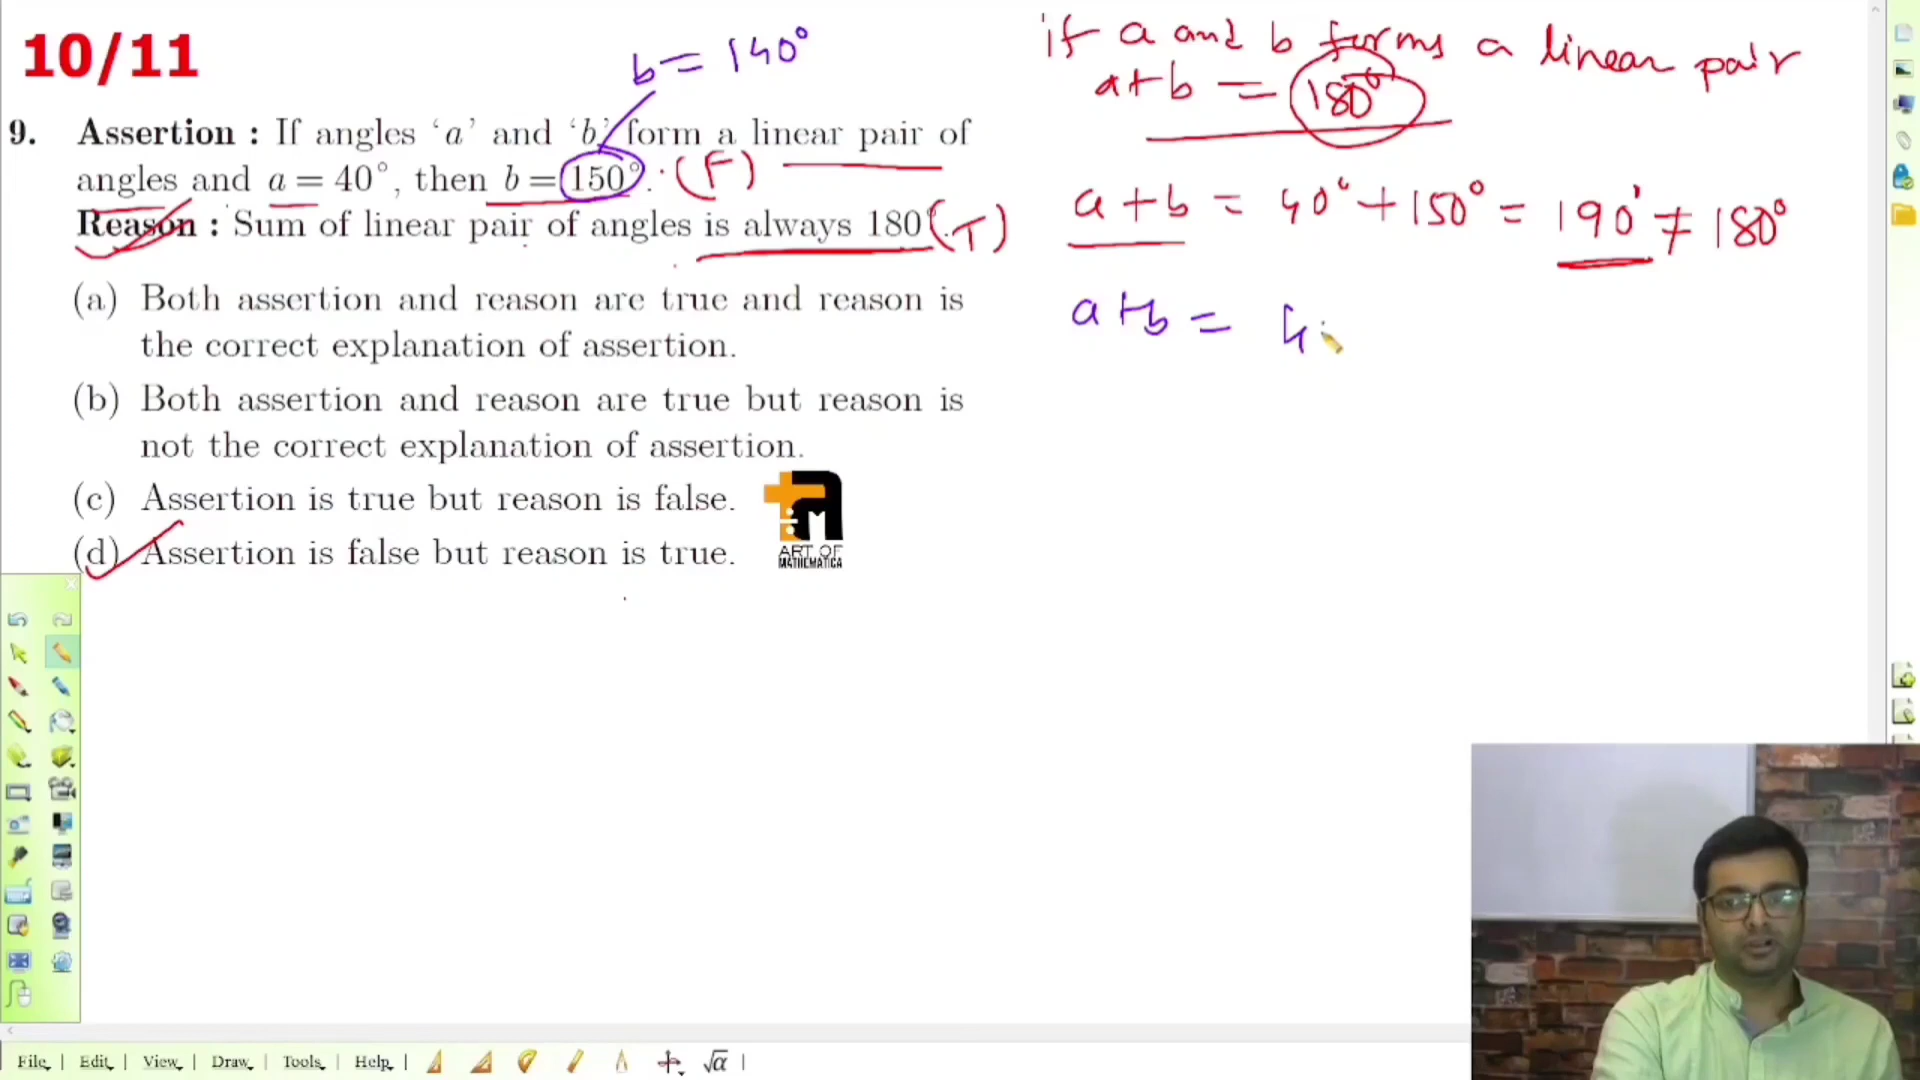 10/11
b = 140°
if a and b forms a linear pair
a+b = 180°
9. Assertion : If angles ‘a’ and ‘b’ form a linear pair of
angles and a = 40°, then b = 150°. (F)
Reason : Sum of linear pair of angles is always 180°. (T)
a+b = 40°+150° = 190° ≠ 180°
a+b = 4
(a) Both assertion and reason are true and reason is
the correct explanation of assertion.
(b) Both assertion and reason are true but reason is
not the correct explanation of assertion.
(c) Assertion is true but reason is false.
(d) Assertion is false but reason is true.
ART OF
MATHEMATICA
File | Edit | View | Draw | Tools | Help |
√α